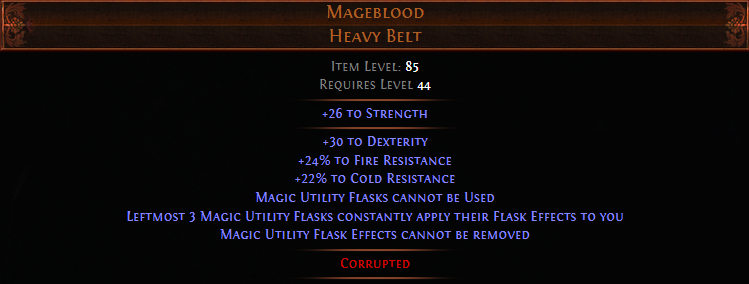 Mageblood
Heavy Belt
Item Level: 85
Requires Level 44
+26 to Strength
+30 to Dexterity
+24% to Fire Resistance
+22% to Cold Resistance
Magic Utility Flasks cannot be Used
Leftmost 3 Magic Utility Flasks constantly apply their Flask Effects to you
Magic Utility Flask Effects cannot be removed
Corrupted